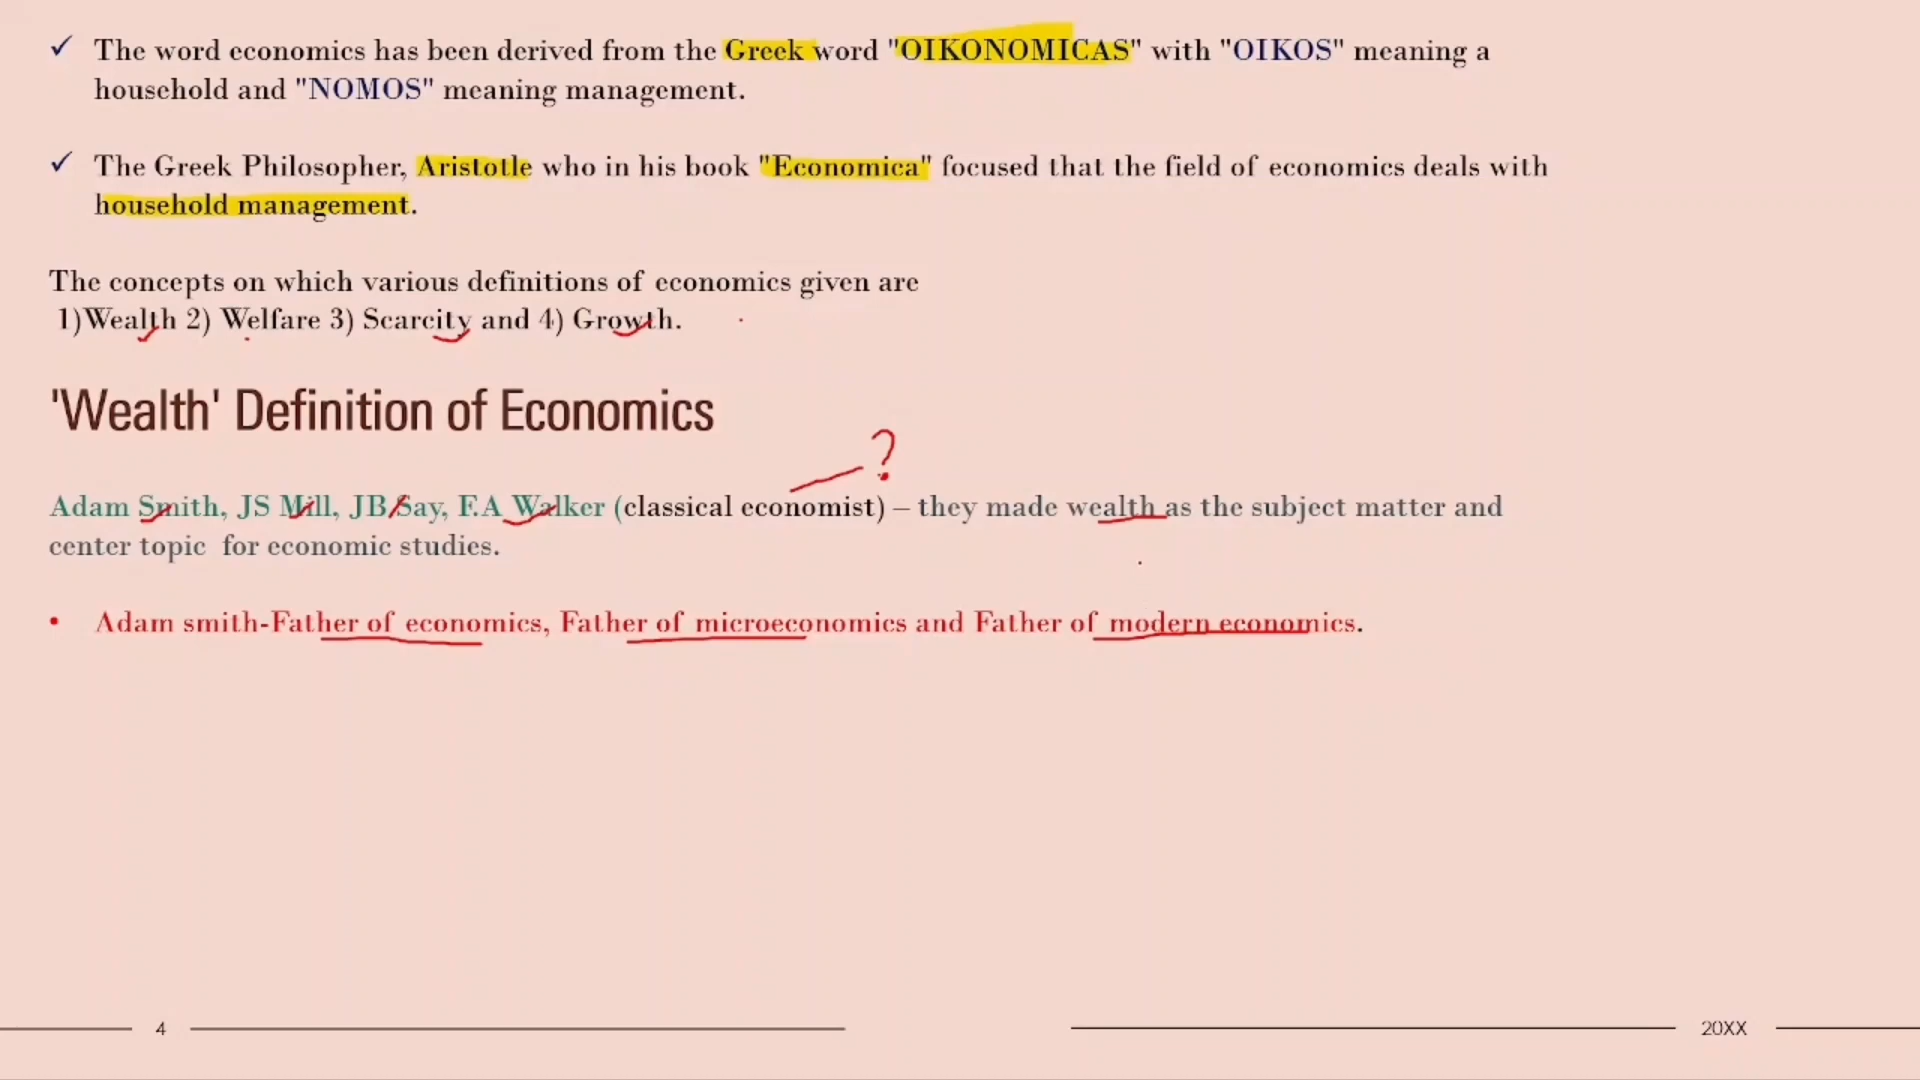 ✓ The word economics has been derived from the Greek word "OIKONOMICAS" with "OIKOS" meaning a
household and "NOMOS" meaning management.
✓ The Greek Philosopher, Aristotle who in his book "Economica" focused that the field of economics deals with
household management.
The concepts on which various definitions of economics given are
1)Wealth 2) Welfare 3) Scarcity and 4) Growth.
'Wealth' Definition of Economics
?
Adam Smith, JS Mill, JB Say, F.A Walker (classical economist) – they made wealth as the subject matter and
center topic for economic studies.
• Adam smith-Father of economics, Father of microeconomics and Father of modern economics.
4
20XX